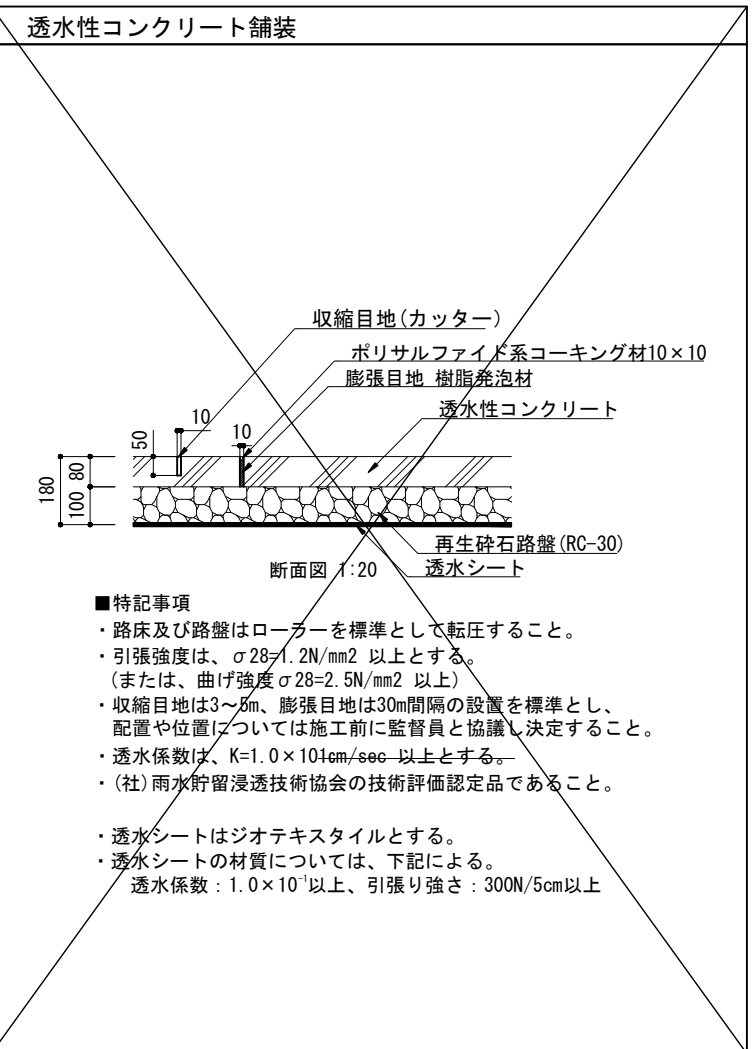 透水性コンクリート舗装
収縮目地(カッター)
ポリサルファイド系コーキング材10×10
膨張目地 樹脂発泡材
透水性コンクリート
10
10
50
80
180
100
再生砕石路盤(RC-30)
透水シート
断面図 1:20
■特記事項
・路床及び路盤はローラーを標準として転圧すること。
・引張強度は、σ28=1.2N/mm2 以上とする。
(または、曲げ強度σ28=2.5N/mm2 以上)
・収縮目地は3～5m、膨張目地は30m間隔の設置を標準とし、
配置や位置については施工前に監督員と協議し決定すること。
・透水係数は、K=1.0×101cm/sec 以上とする。
・(社)雨水貯留浸透技術協会の技術評価認定品であること。
・透水シートはジオテキスタイルとする。
・透水シートの材質については、下記による。
透水係数：1.0×10⁻¹以上、引張り強さ：300N/5cm以上